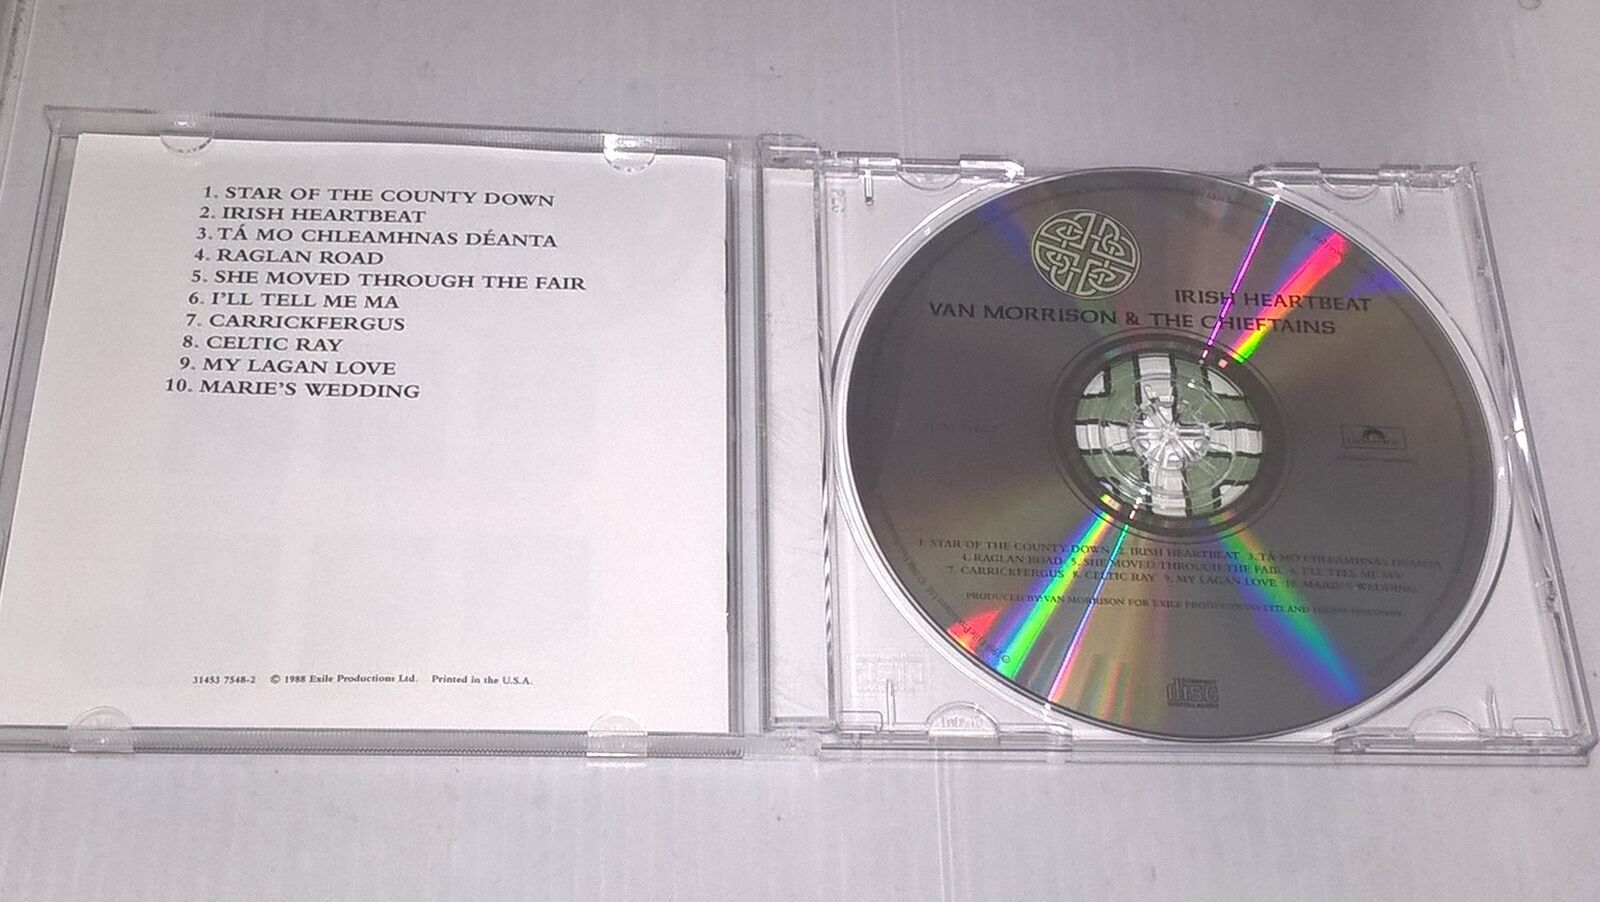 1. STAR OF THE COUNTY DOWN
2. IRISH HEARTBEAT
3. TÁ MO CHLEAMHNAS DÉANTA
4. RAGLAN ROAD
5. SHE MOVED THROUGH THE FAIR
6. I'LL TELL ME MA
7. CARRICKFERGUS
8. CELTIC RAY
9. MY LAGAN LOVE
10. MARIE'S WEDDING
31453 7548-2 © 1988 Exile Productions Ltd. Printed in the U.S.A.
IRISH HEARTBEAT
VAN MORRISON & THE CHIEFTAINS
1. STAR OF THE COUNTY DOWN 2. IRISH HEARTBEAT 3. TÁ MO CHLEAMHNAS DÉANTA
4. RAGLAN ROAD 5. SHE MOVED THROUGH THE FAIR 6. I'LL TELL ME MA
7. CARRICKFERGUS 8. CELTIC RAY 9. MY LAGAN LOVE 10. MARIE'S WEDDING
PRODUCED BY VAN MORRISON FOR EXILE PRODUCTIONS LTD. AND
COMPACT
disc
DIGITAL AUDIO